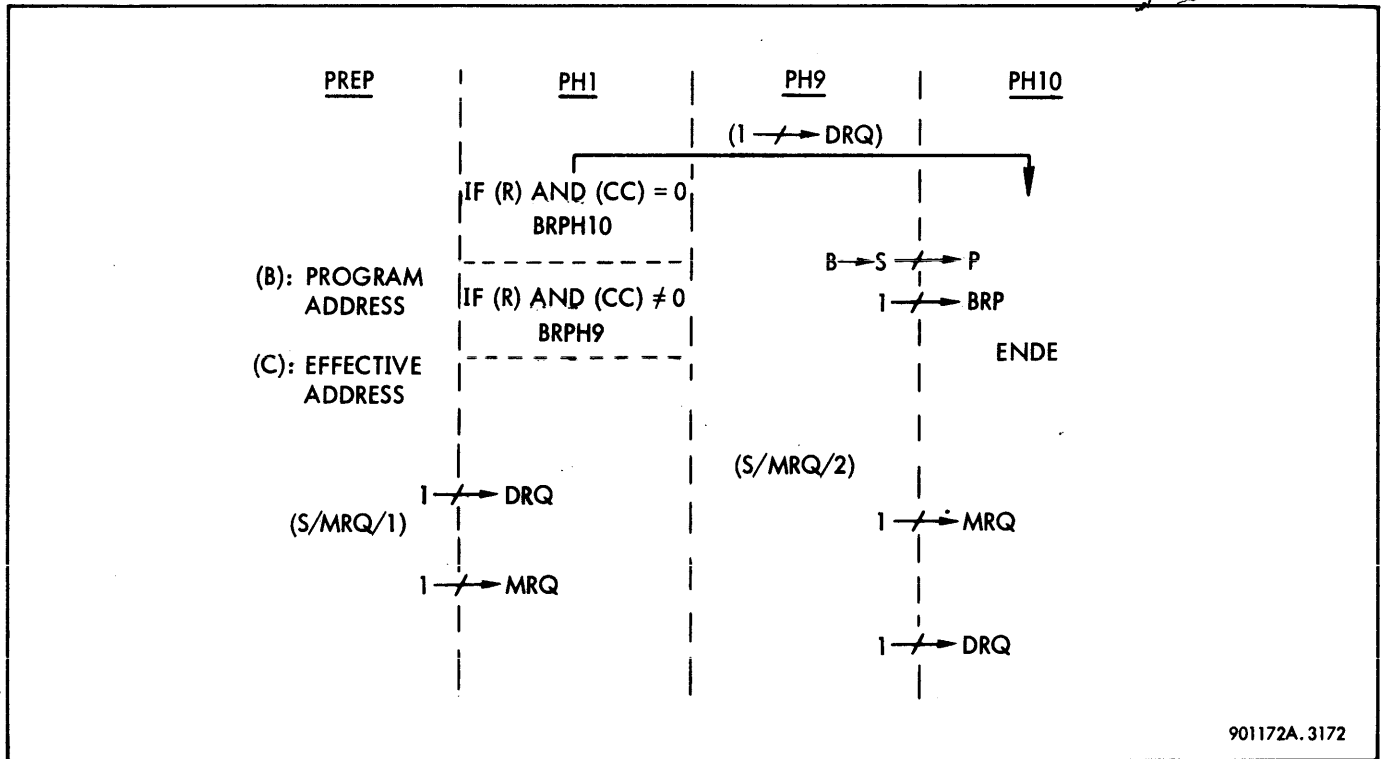 PREP PH1 PH9 PH10
(1 → DRQ)
IF (R) AND (CC) = 0
BRPH10
B → S → P
(B): PROGRAM
ADDRESS
IF (R) AND (CC) ≠ 0
BRPH9
1 → BRP
ENDE
(C): EFFECTIVE
ADDRESS
(S/MRQ/2)
1 → DRQ
(S/MRQ/1)
1 → MRQ
1 → MRQ
1 → DRQ
901172A.3172